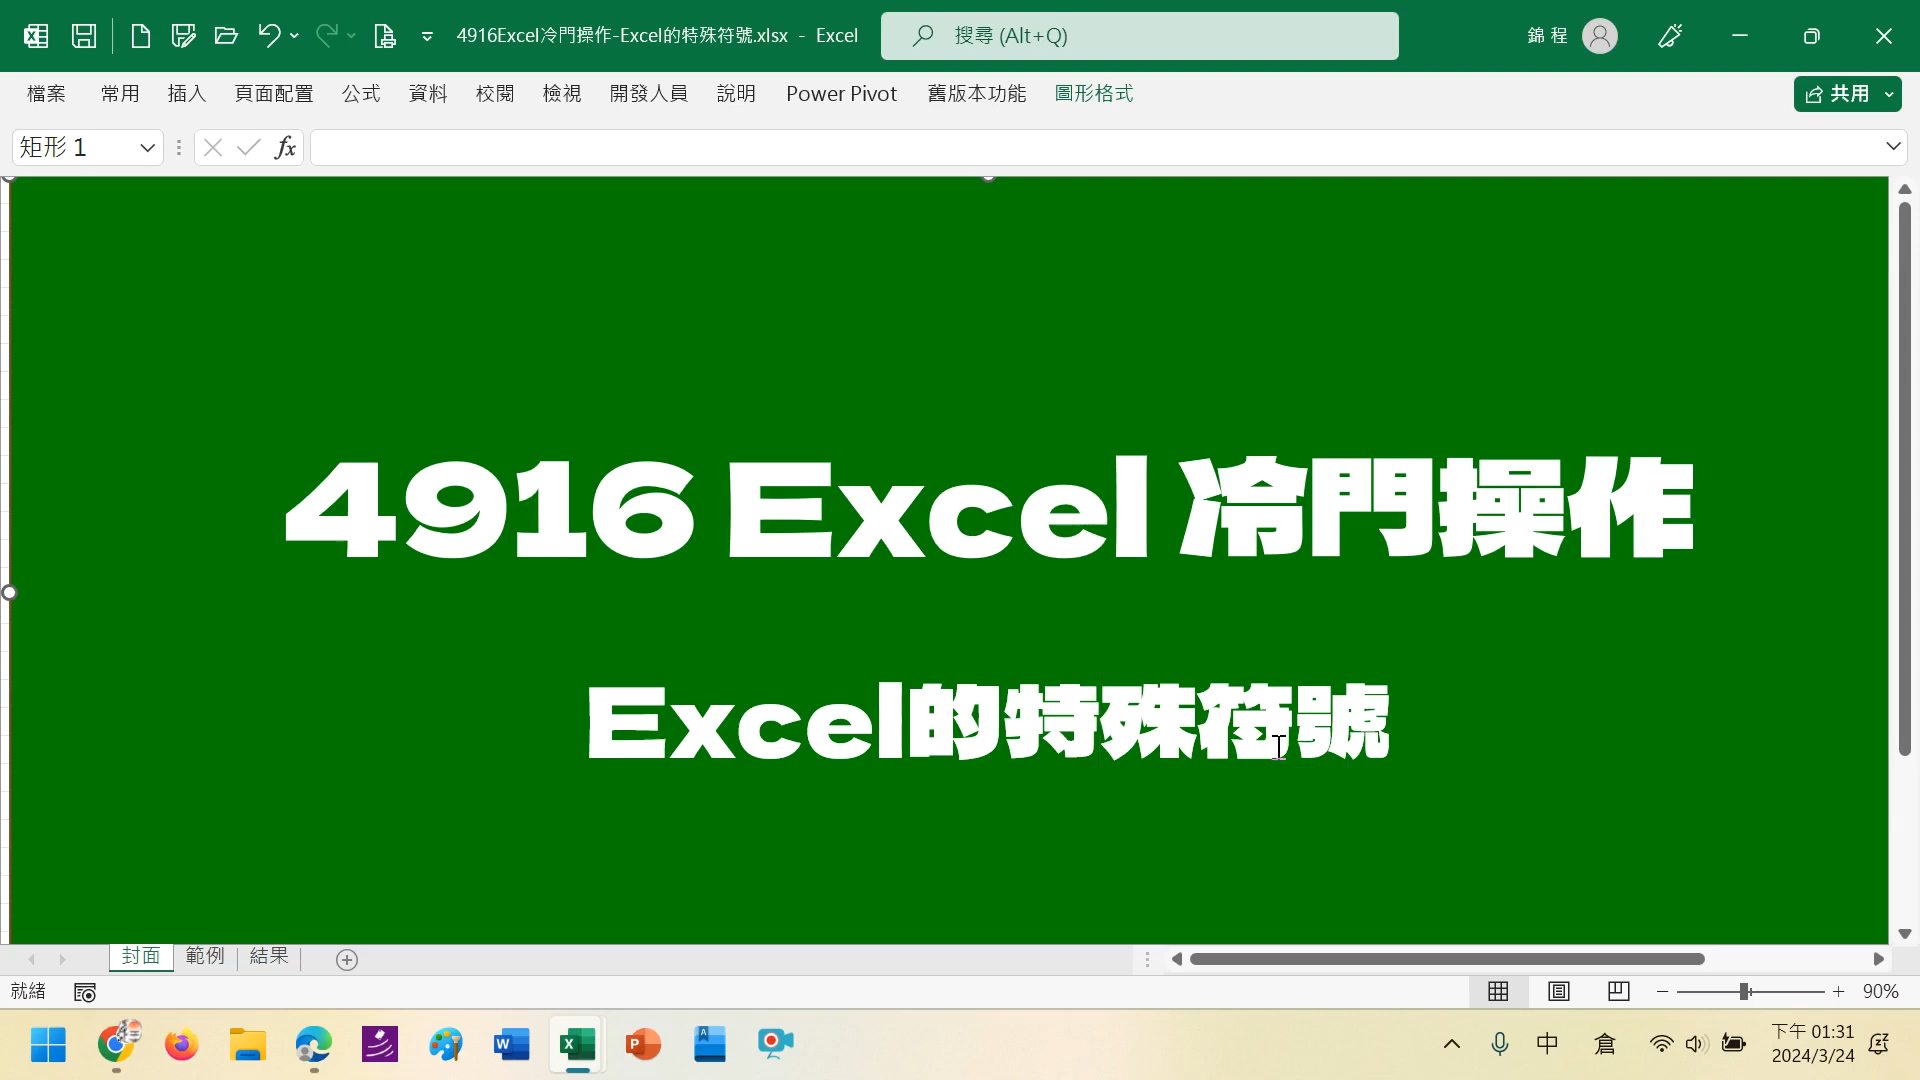 4916Excel冷門操作-Excel的特殊符號.xlsx - Excel
搜尋 (Alt+Q)
錦 程
檔案 常用 插入 頁面配置 公式 資料 校閱 檢視 開發人員 說明 Power Pivot 舊版本功能 圖形格式
共用
矩形 1
fx
4916 Excel 冷門操作
Excel的特殊符號
封面 範例 結果
就緒
90%
中 倉
下午 01:31
2024/3/24